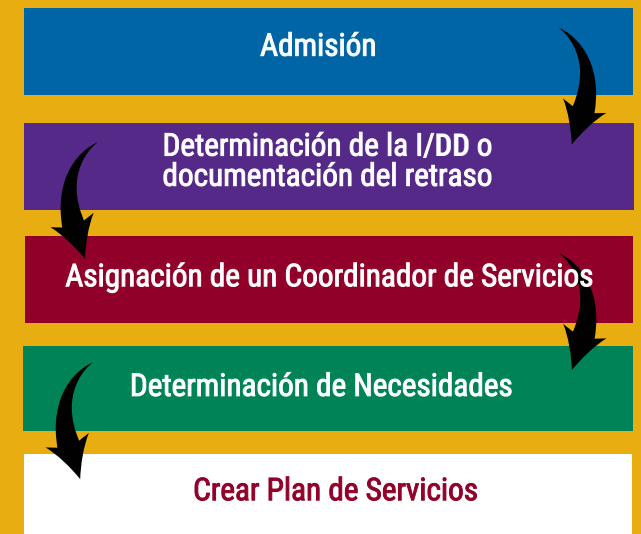 Admisión
Determinación de la I/DD o
documentación del retraso
Asignación de un Coordinador de Servicios
Determinación de Necesidades
Crear Plan de Servicios